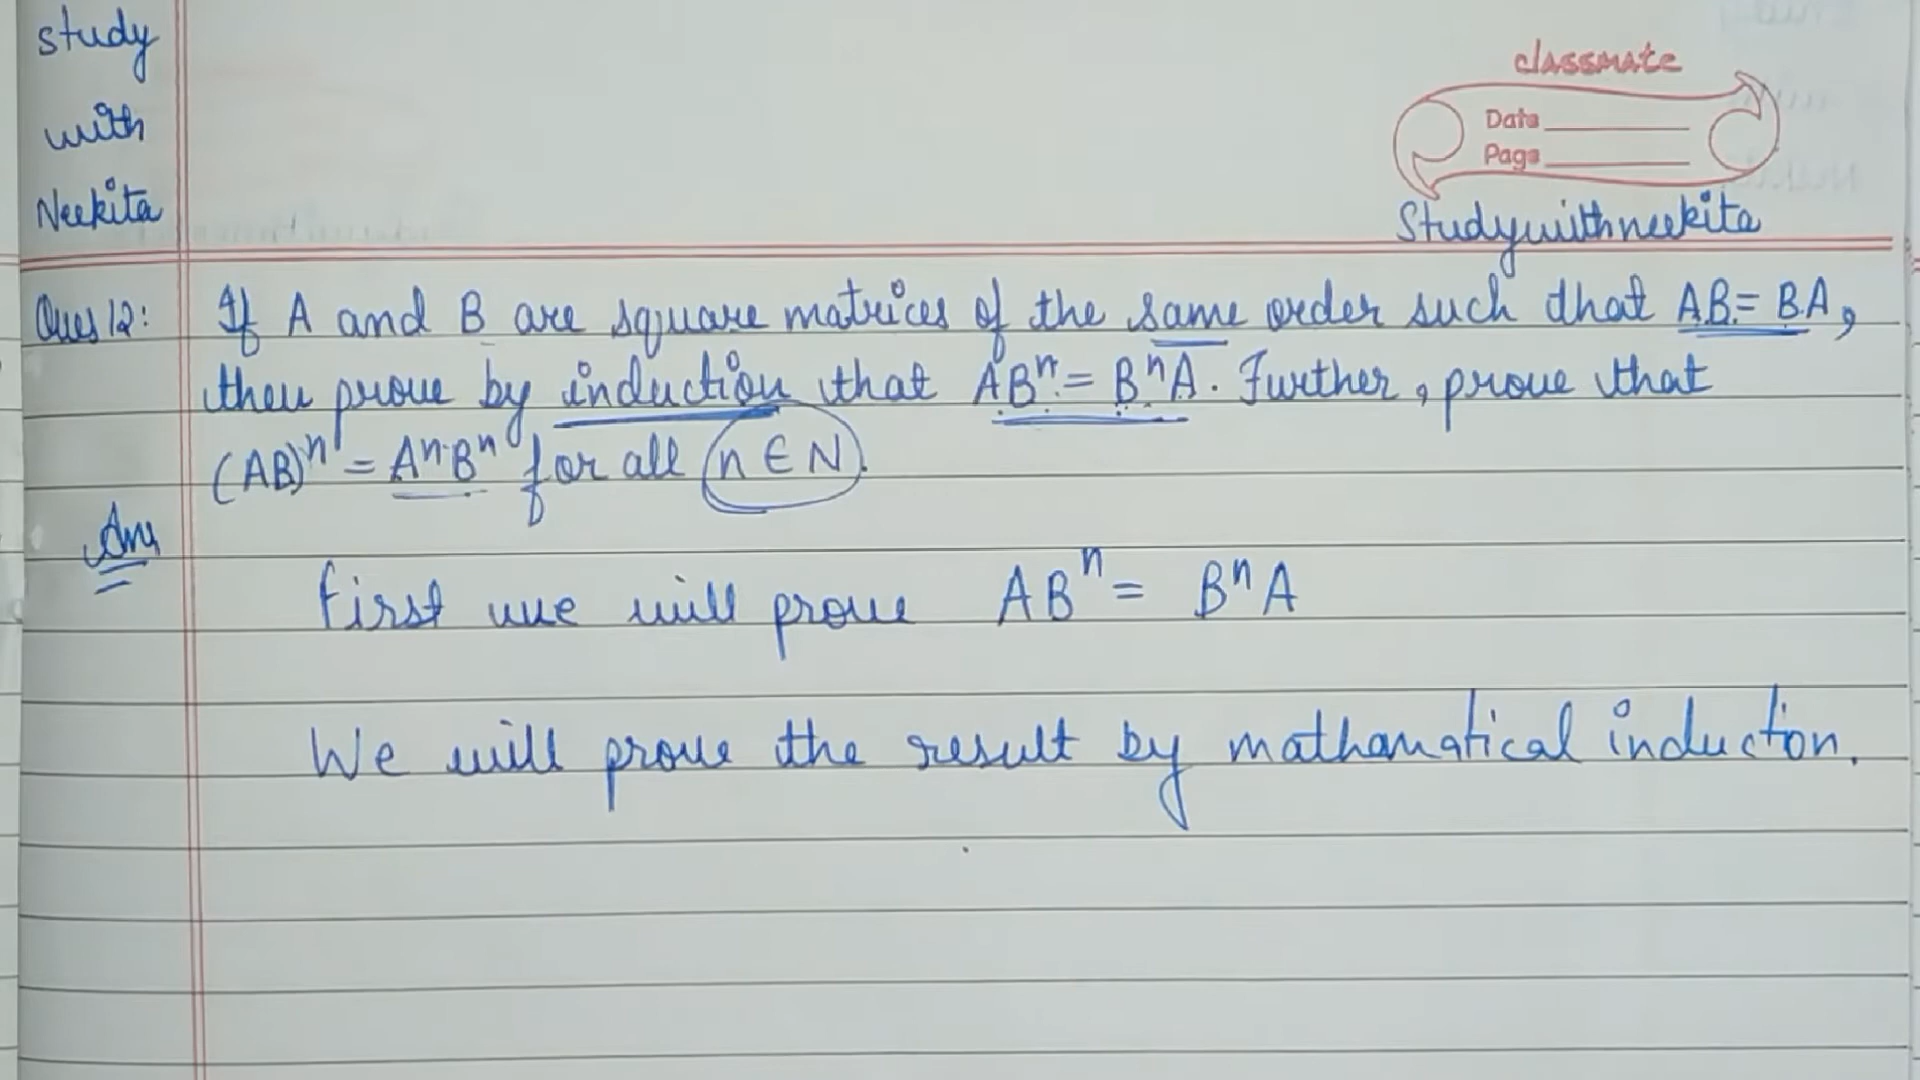 study
with
Neekita
classmate
Date
Page
Studywithneekita
Ques 12: If A and B are square matrices of the same order such that AB = BA,
then prove by induction that ABⁿ = BⁿA. Further, prove that
(AB)ⁿ = AⁿBⁿ for all n ∈ N.
Ans
first we will prove ABⁿ = BⁿA
We will prove the result by mathamatical induction.